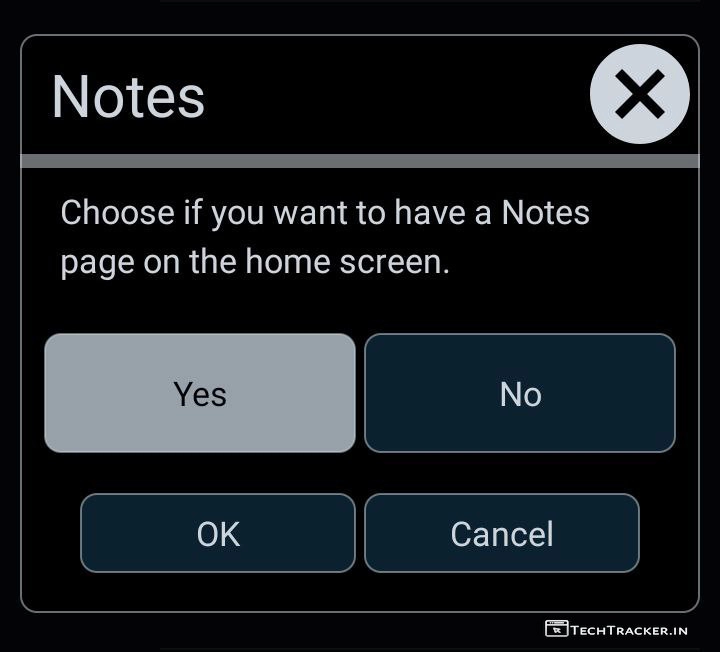 Notes
Choose if you want to have a Notes
page on the home screen.
Yes
No
OK
Cancel
TECHTRACKER.IN